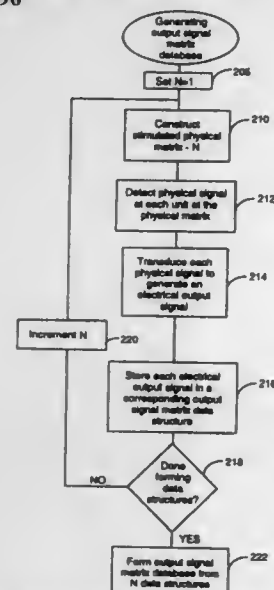 Generating
output signal
matrix
database
Set N=1
205
Construct
stimulated physical
matrix - N
210
Detect physical signal
at each unit of the
physical matrix
212
Transduce each
physical signal to
generate an
electrical output
signal
214
Increment N
220
Store each electrical
output signal in a
corresponding output
signal matrix data
structure
216
Done
forming
data
structures?
218
NO
YES
Form output signal
matrix database from
N data structures
222